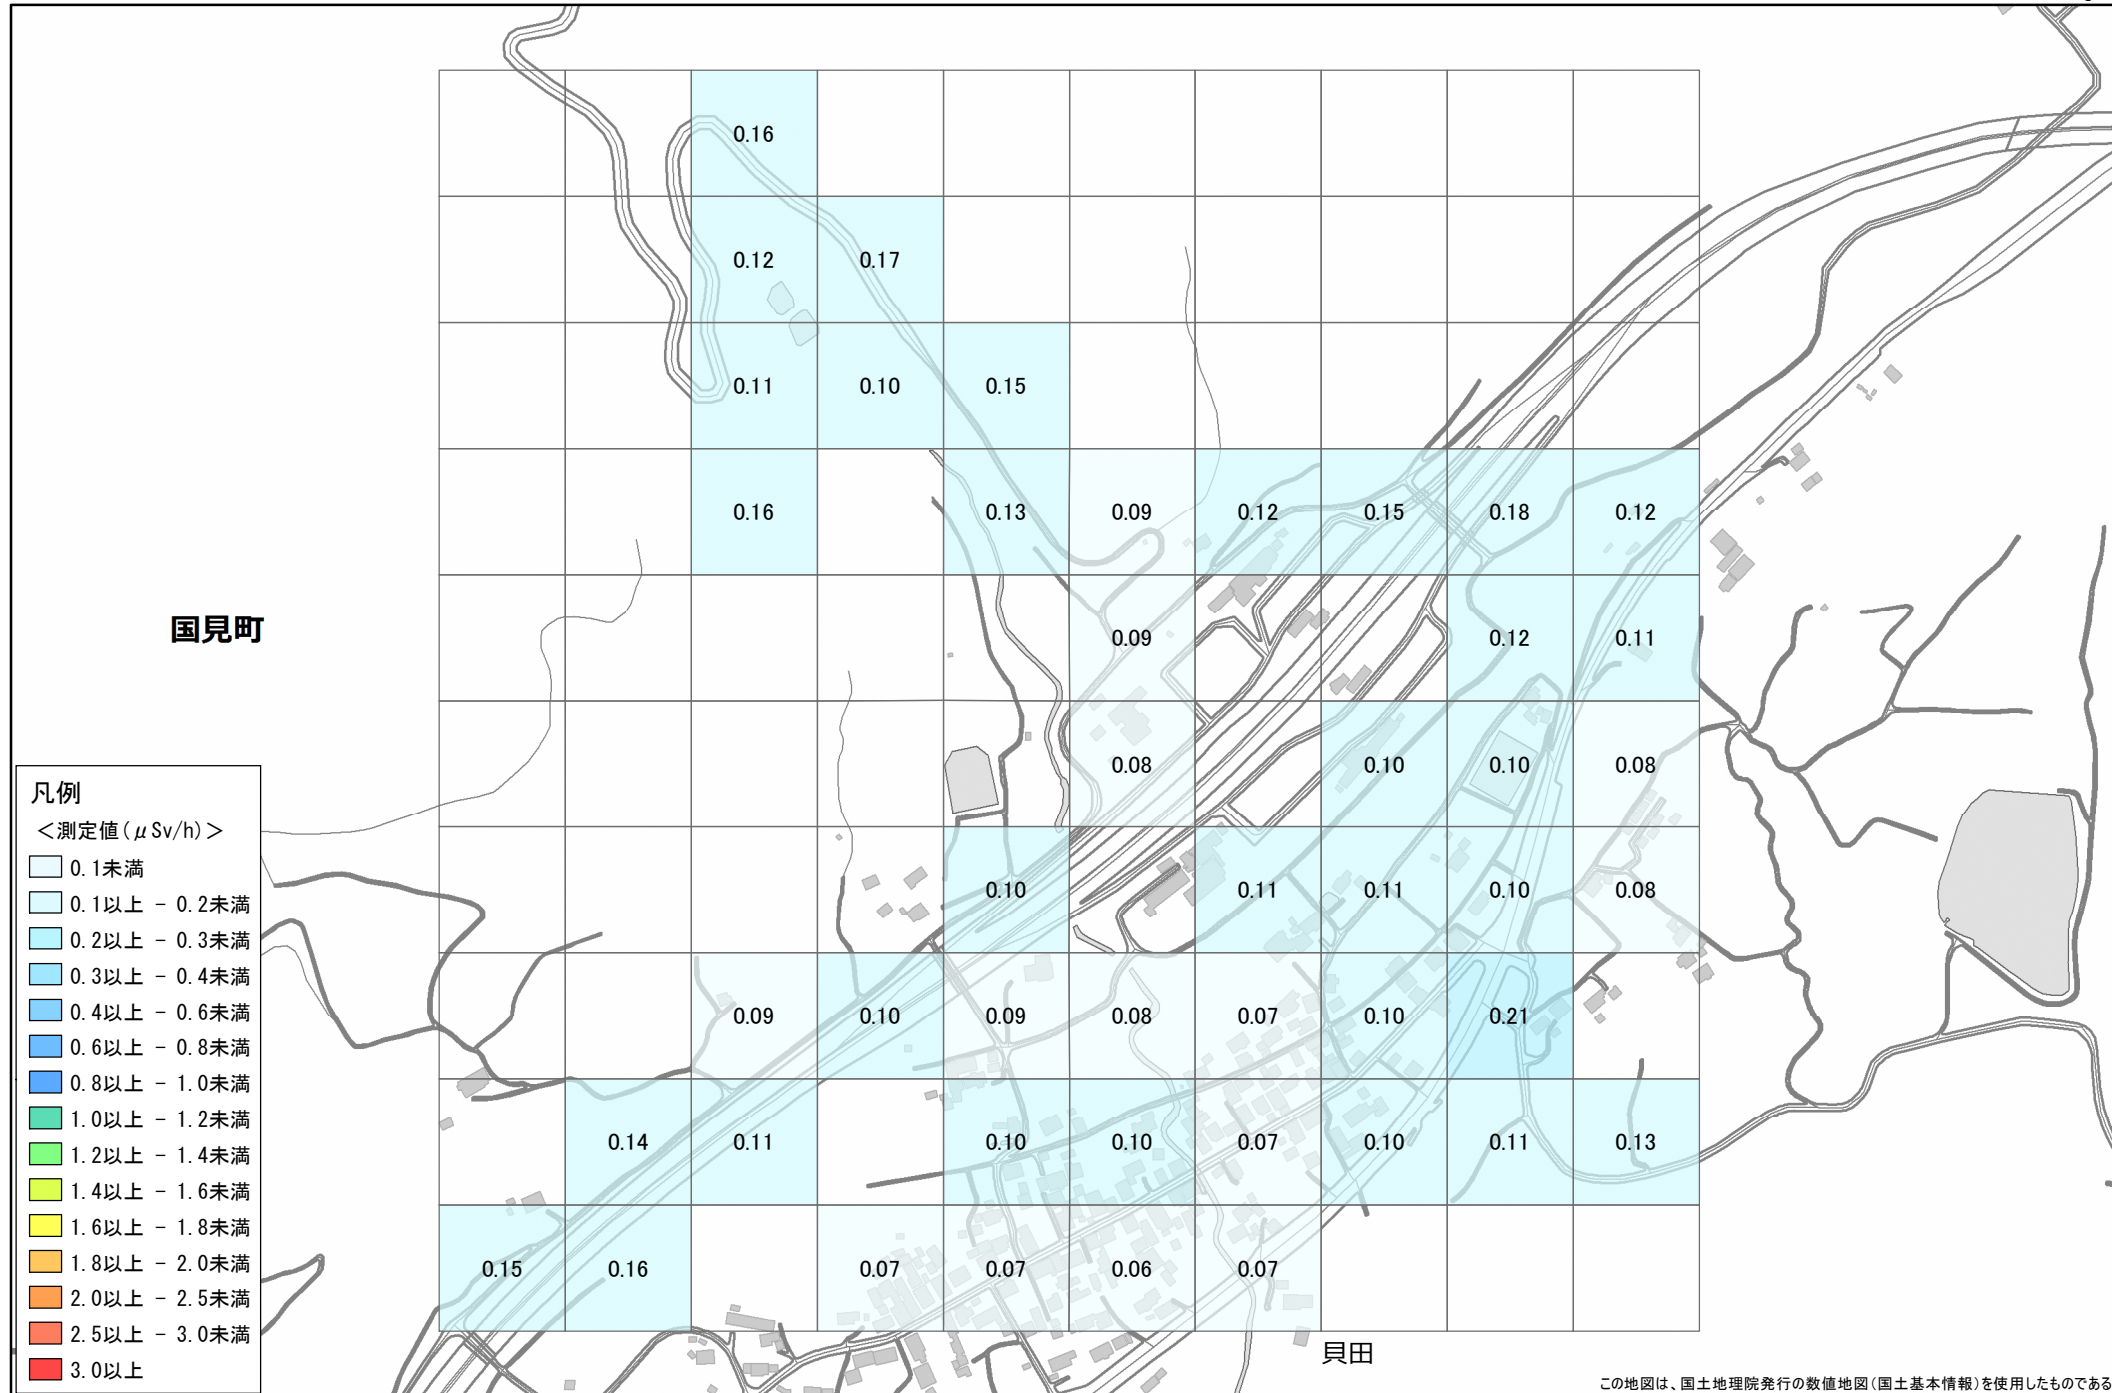 0.16
0.12 0.17
0.11 0.10 0.15
0.16 0.13 0.09 0.12 0.15 0.18 0.12
国見町
0.09 0.12 0.11
0.08 0.10 0.10 0.08
0.10 0.11 0.11 0.10 0.08
0.09 0.10 0.09 0.08 0.07 0.10 0.21
0.14 0.11 0.10 0.10 0.07 0.10 0.11 0.13
0.15 0.16 0.07 0.07 0.06 0.07
貝田
凡例
＜測定値(μSv/h)＞
0.1未満
0.1以上 － 0.2未満
0.2以上 － 0.3未満
0.3以上 － 0.4未満
0.4以上 － 0.6未満
0.6以上 － 0.8未満
0.8以上 － 1.0未満
1.0以上 － 1.2未満
1.2以上 － 1.4未満
1.4以上 － 1.6未満
1.6以上 － 1.8未満
1.8以上 － 2.0未満
2.0以上 － 2.5未満
2.5以上 － 3.0未満
3.0以上
この地図は、国土地理院発行の数値地図(国土基本情報)を使用したものである